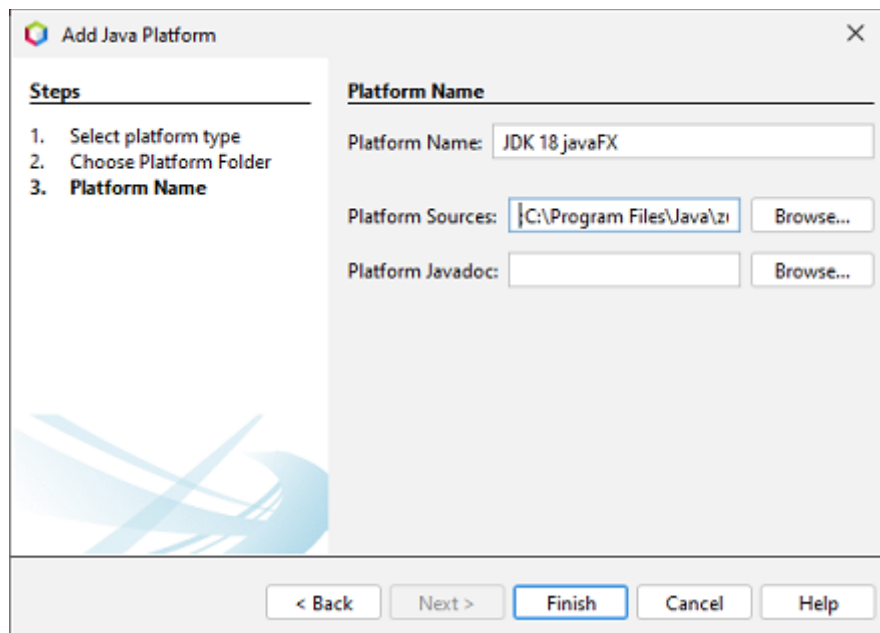 Add Java Platform
Steps
1. Select platform type
2. Choose Platform Folder
3. Platform Name
Platform Name
Platform Name: JDK 18 javaFX
Platform Sources: C:\Program Files\Java\zu Browse...
Platform Javadoc: Browse...
< Back Next > Finish Cancel Help